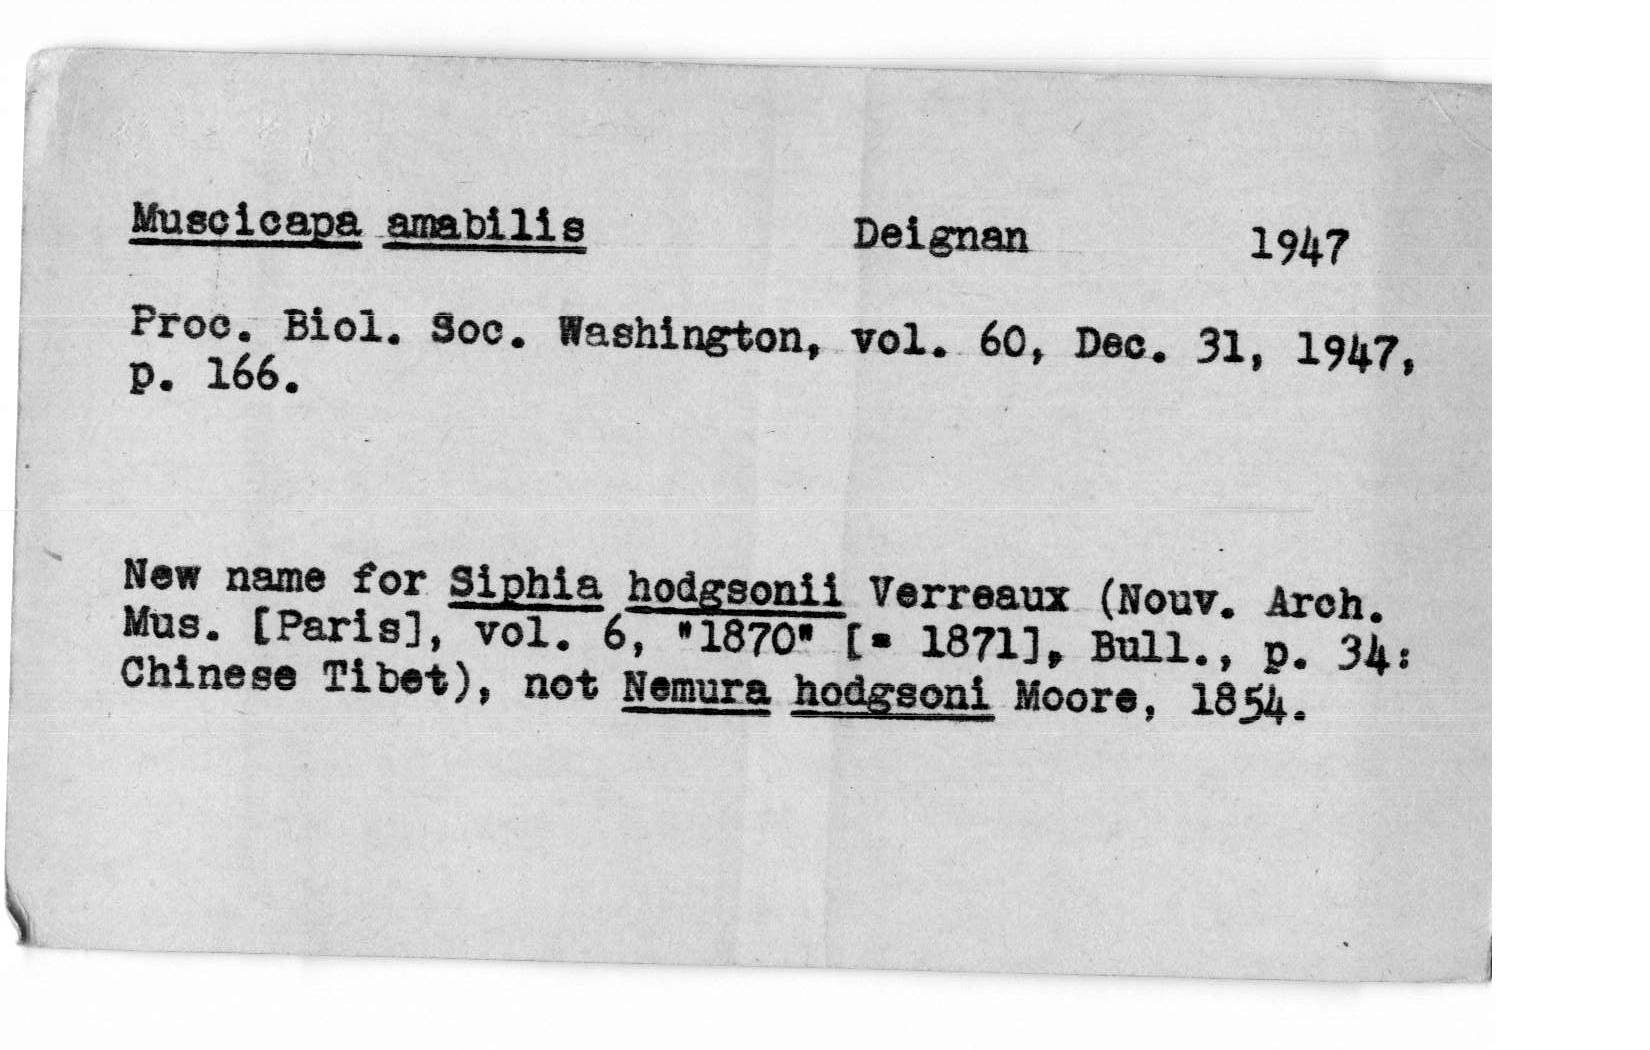 Muscicapa amabilis Deignan 1947
Proc. Biol. Soc. Washington, vol. 60, Dec. 31, 1947,
p. 166.
New name for Siphia hodgsonii Verreaux (Nouv. Arch.
Mus. [Paris], vol. 6, "1870" [= 1871], Bull., p. 34:
Chinese Tibet), not Nemura hodgsoni Moore, 1854.